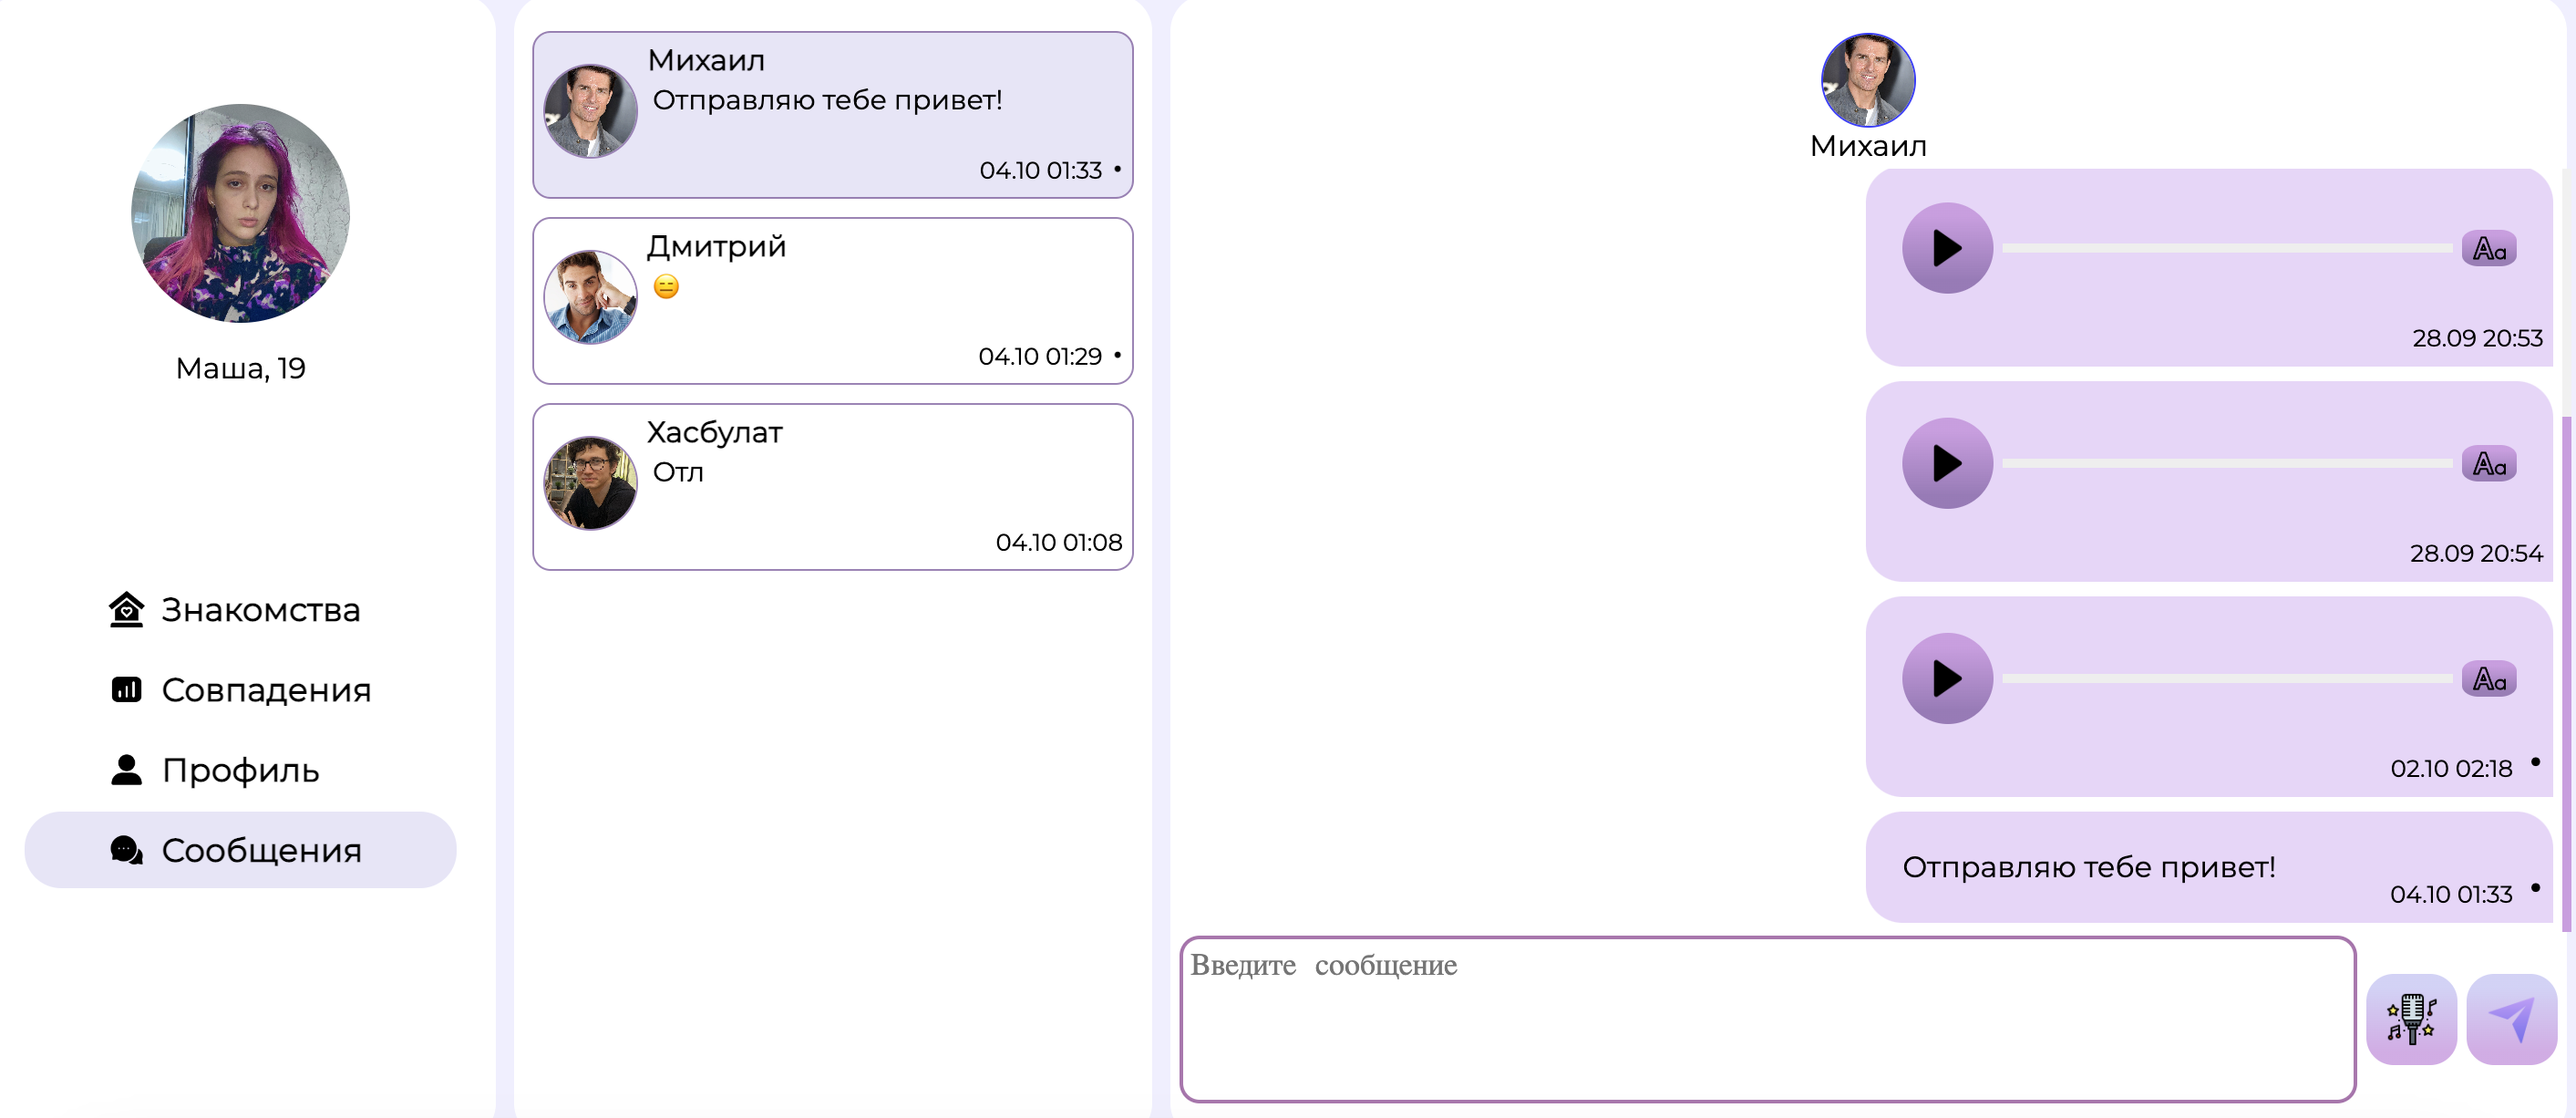 Маша, 19
Знакомства
Совпадения
Профиль
Сообщения
Михаил
Отправляю тебе привет!
04.10 01:33 •
Дмитрий
😑
04.10 01:29 •
Хасбулат
Отл
04.10 01:08
Михаил
Aa
28.09 20:53
Aa
28.09 20:54
Aa
02.10 02:18 •
Отправляю тебе привет!
04.10 01:33 •
Введите сообщение